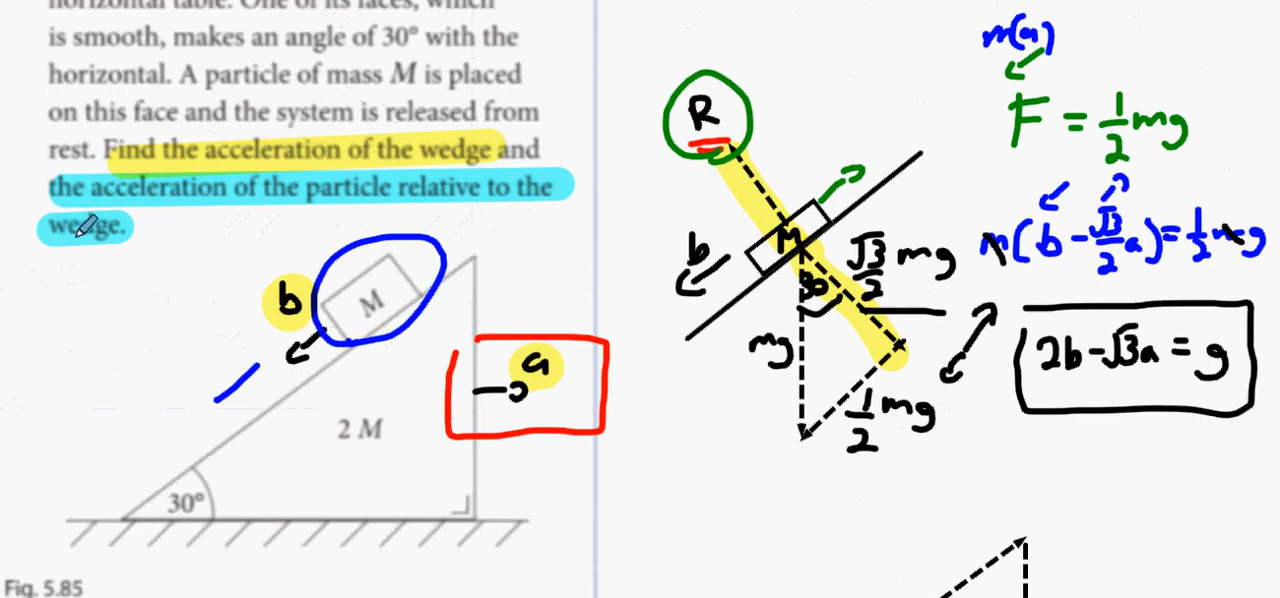 horizontal table. One of its faces, which
is smooth, makes an angle of 30° with the
horizontal. A particle of mass M is placed
on this face and the system is released from
rest. Find the acceleration of the wedge and
the acceleration of the particle relative to the
wedge.
b
M
a
2 M
30°
Fig. 5.85
R
b
M
30
√3/2 mg
mg
1/2 mg
m(a)
F = 1/2 mg
m(b - √3/2 a) = 1/2 mg
2b - √3a = g